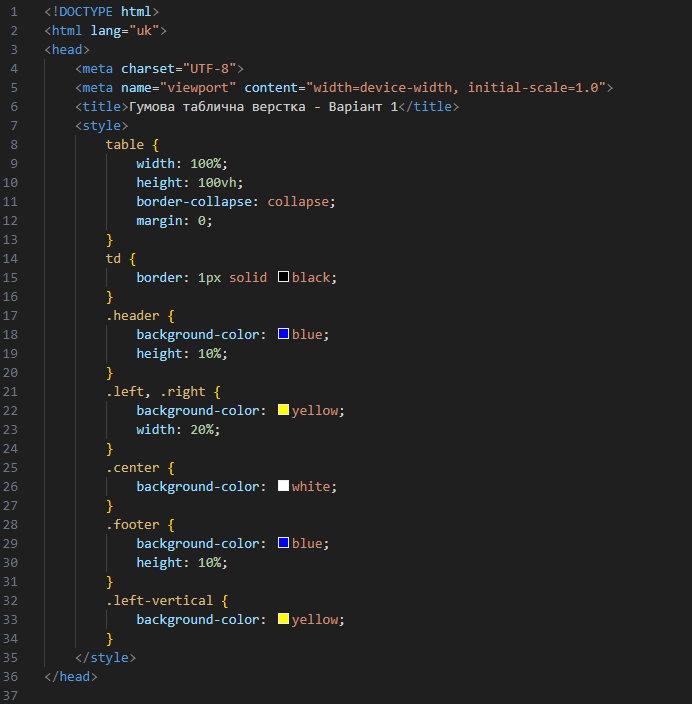 1 <!DOCTYPE html>
2 <html lang="uk">
3 <head>
4     <meta charset="UTF-8">
5     <meta name="viewport" content="width=device-width, initial-scale=1.0">
6     <title>Гумова таблична верстка - Варіант 1</title>
7     <style>
8         table {
9             width: 100%;
10             height: 100vh;
11             border-collapse: collapse;
12             margin: 0;
13         }
14         td {
15             border: 1px solid black;
16         }
17         .header {
18             background-color: blue;
19             height: 10%;
20         }
21         .left, .right {
22             background-color: yellow;
23             width: 20%;
24         }
25         .center {
26             background-color: white;
27         }
28         .footer {
29             background-color: blue;
30             height: 10%;
31         }
32         .left-vertical {
33             background-color: yellow;
34         }
35     </style>
36 </head>
37